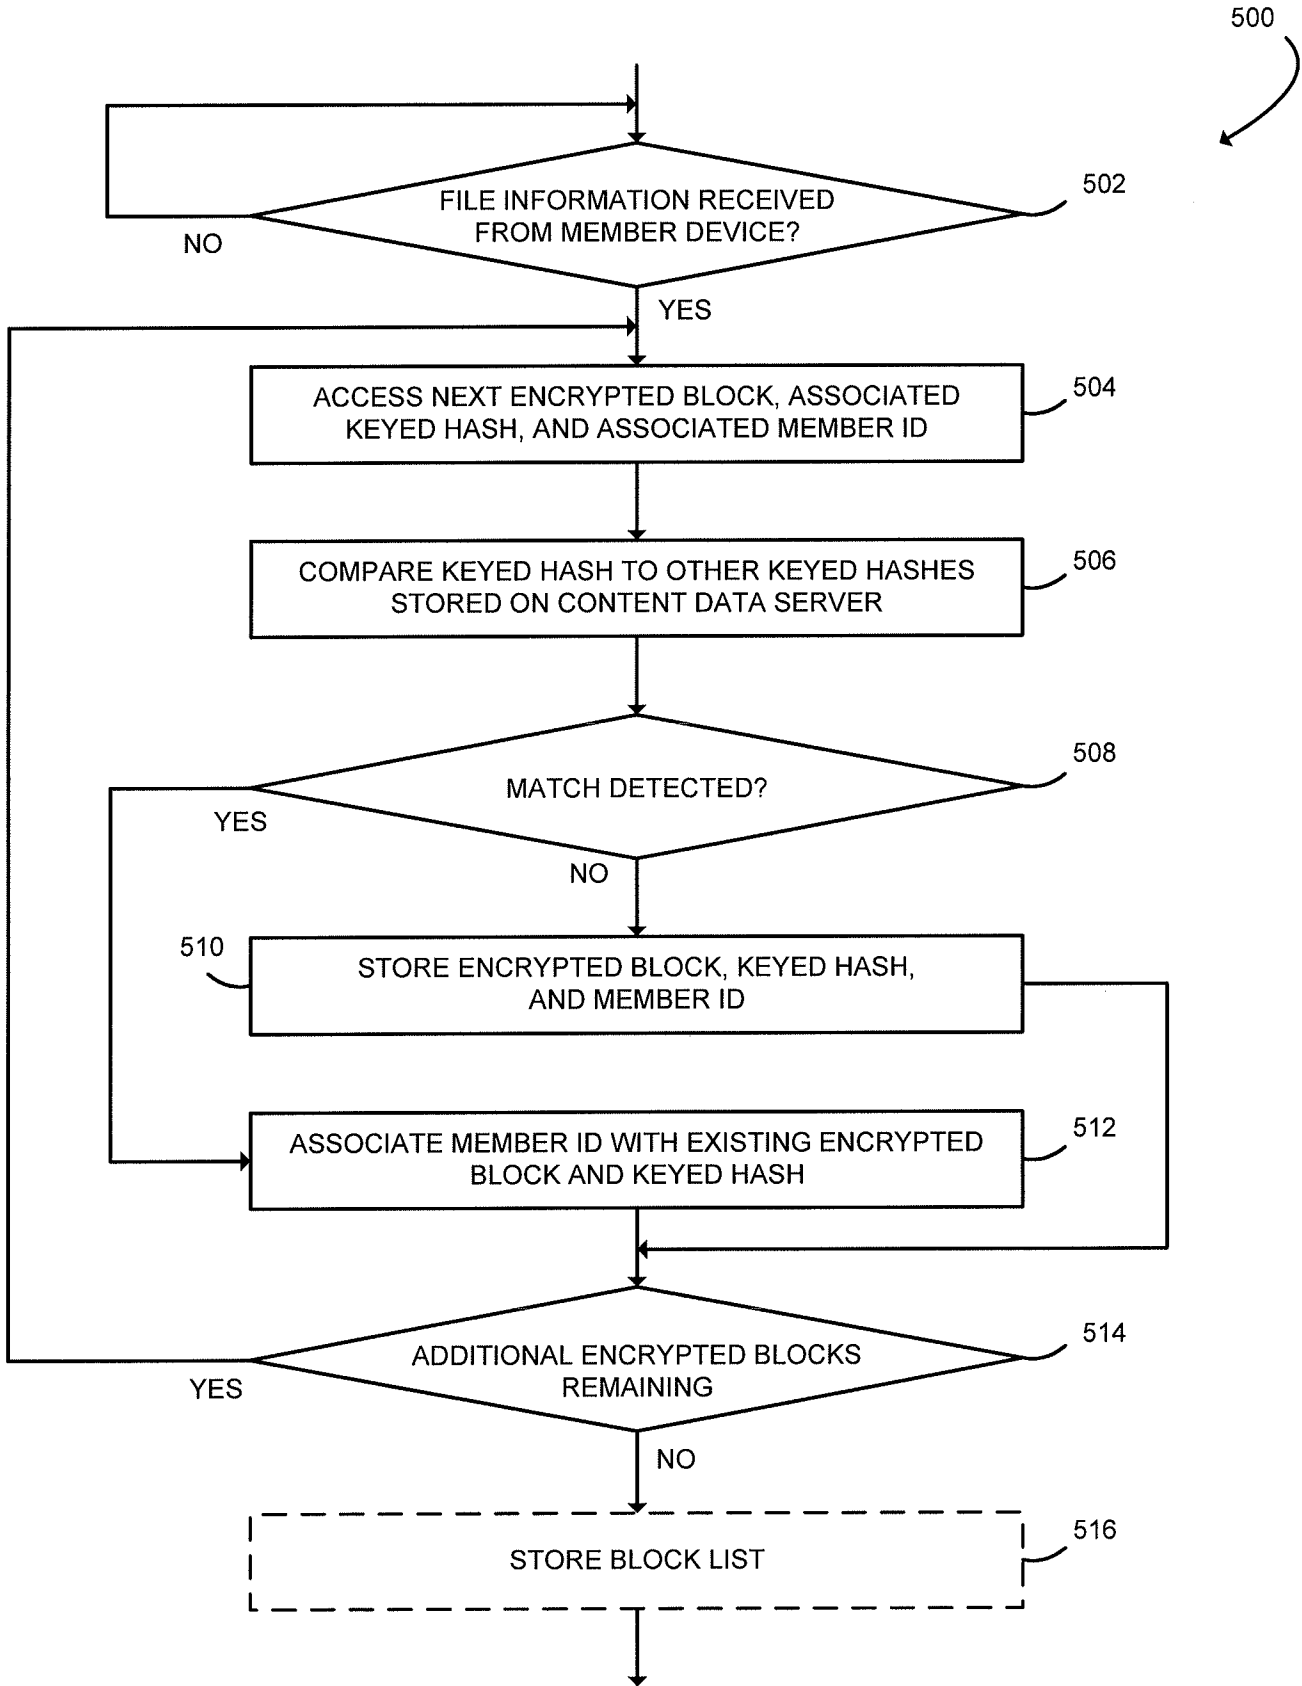 500
FILE INFORMATION RECEIVED
FROM MEMBER DEVICE?
502
NO
YES
ACCESS NEXT ENCRYPTED BLOCK, ASSOCIATED
KEYED HASH, AND ASSOCIATED MEMBER ID
504
COMPARE KEYED HASH TO OTHER KEYED HASHES
STORED ON CONTENT DATA SERVER
506
MATCH DETECTED?
508
YES
NO
510
STORE ENCRYPTED BLOCK, KEYED HASH,
AND MEMBER ID
ASSOCIATE MEMBER ID WITH EXISTING ENCRYPTED
BLOCK AND KEYED HASH
512
ADDITIONAL ENCRYPTED BLOCKS
REMAINING
514
YES
NO
STORE BLOCK LIST
516